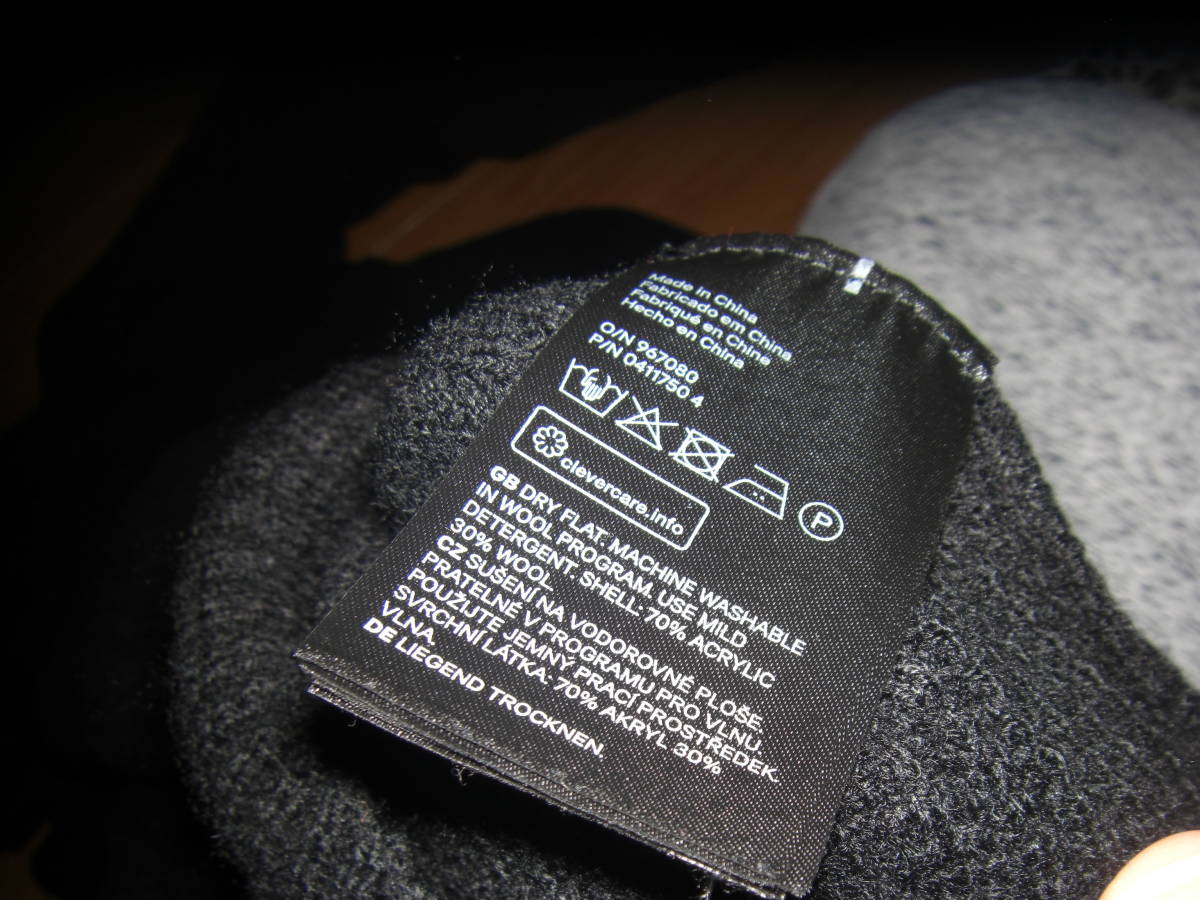 Made in China
Fabricado em China
Fabriqué en Chine
Hecho en China
O/N 967080
P/N 0411750 4
P
clevercare.info
GB DRY FLAT. MACHINE WASHABLE
IN WOOL PROGRAM. USE MILD
DETERGENT. SHELL: 70% ACRYLIC
30% WOOL
CZ SUŠENÍ NA VODOROVNÉ PLOŠE.
PRATELNÉ V PROGRAMU PRO VLNU.
POUŽIJTE JEMNÝ PRACÍ PROSTŘEDEK.
SVRCHNÍ LÁTKA: 70% AKRYL 30%
VLNA.
DE LIEGEND TROCKNEN.